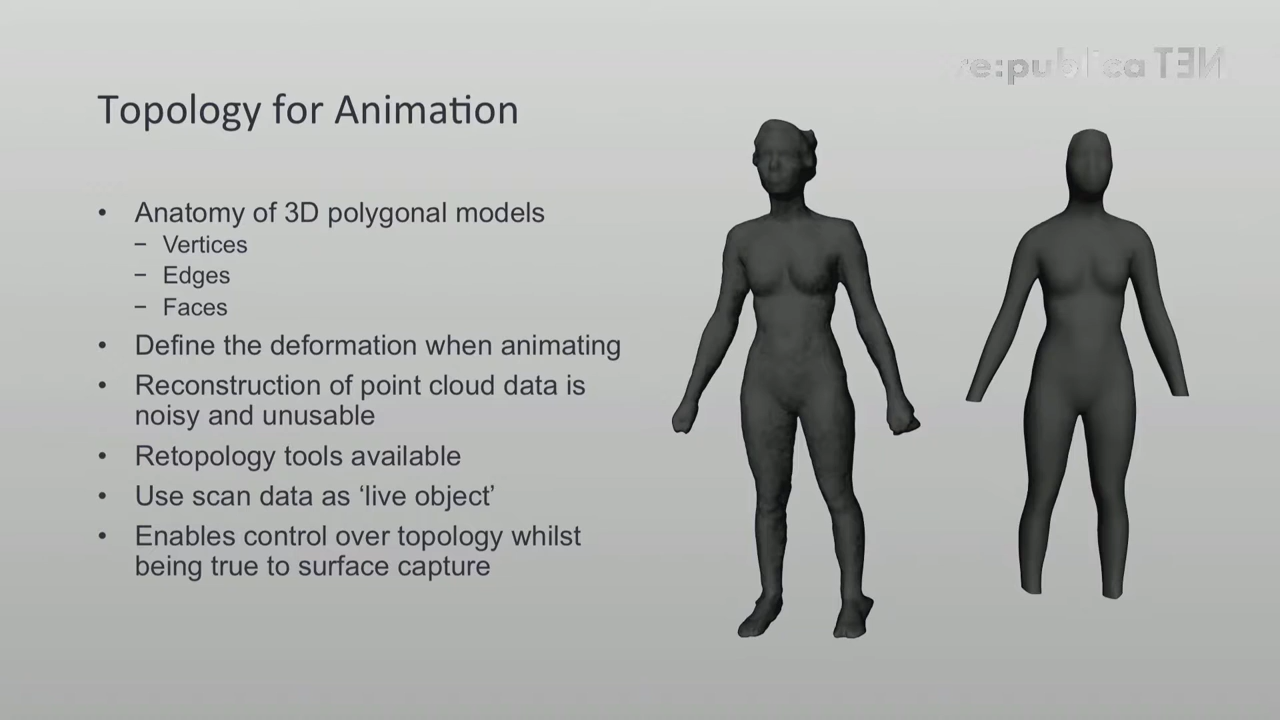 re:publica TEN
Topology for Animation
• Anatomy of 3D polygonal models
– Vertices
– Edges
– Faces
• Define the deformation when animating
• Reconstruction of point cloud data is
noisy and unusable
• Retopology tools available
• Use scan data as ‘live object’
• Enables control over topology whilst
being true to surface capture